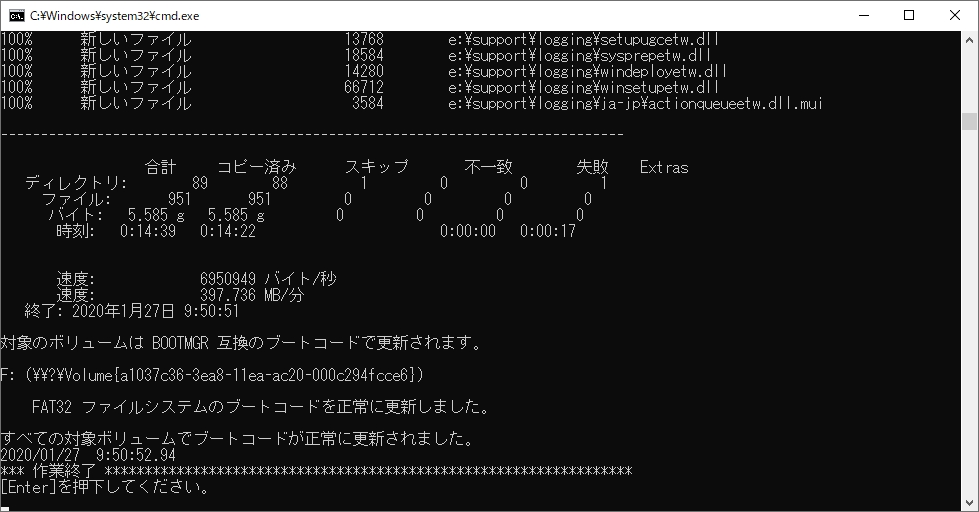 C:¥Windows¥system32¥cmd.exe
100% 新しいファイル 13768 e:¥support¥logging¥setupugcetw.dll
100% 新しいファイル 18584 e:¥support¥logging¥sysprepetw.dll
100% 新しいファイル 14280 e:¥support¥logging¥windeployetw.dll
100% 新しいファイル 66712 e:¥support¥logging¥winsetupetw.dll
100% 新しいファイル 3584 e:¥support¥logging¥ja-jp¥actionqueueetw.dll.mui
------------------------------------------------------------------------------
合計 コピー済み スキップ 不一致 失敗 Extras
ディレクトリ: 89 88 1 0 0 1
ファイル: 951 951 0 0 0 0
バイト: 5.585 g 5.585 g 0 0 0 0
時刻: 0:14:39 0:14:22 0:00:00 0:00:17
速度: 6950949 バイト/秒
速度: 397.736 MB/分
終了: 2020年1月27日 9:50:51
対象のボリュームは BOOTMGR 互換のブートコードで更新されます。
F: (¥¥?¥Volume{a1037c36-3ea8-11ea-ac20-000c294fcce6})
FAT32 ファイルシステムのブートコードを正常に更新しました。
すべての対象ボリュームでブートコードが正常に更新されました。
2020/01/27 9:50:52.94
*** 作業終了 ******************************************************************
[Enter]を押下してください。